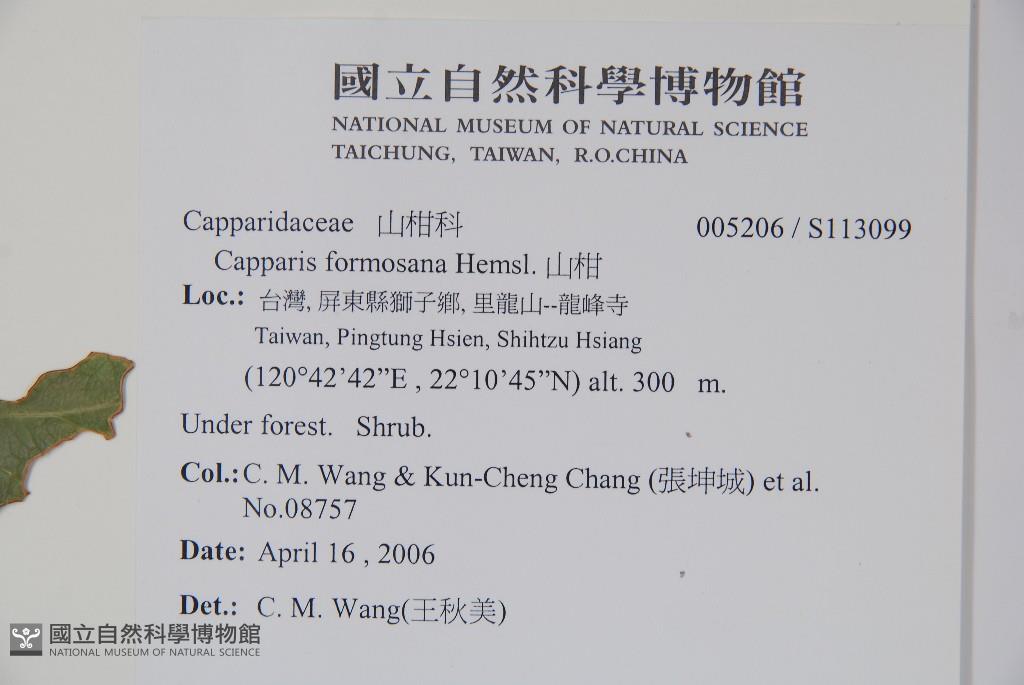 國立自然科學博物館
NATIONAL MUSEUM OF NATURAL SCIENCE
TAICHUNG, TAIWAN, R.O.CHINA
Capparidaceae 山柑科 005206 / S113099
Capparis formosana Hemsl. 山柑
Loc.: 台灣, 屏東縣獅子鄉, 里龍山--龍峰寺
Taiwan, Pingtung Hsien, Shihtzu Hsiang
(120°42’42”E , 22°10’45”N) alt. 300 m.
Under forest. Shrub.
Col.: C. M. Wang & Kun-Cheng Chang (張坤城) et al.
No.08757
Date: April 16 , 2006
Det.: C. M. Wang(王秋美)
國立自然科學博物館
NATIONAL MUSEUM OF NATURAL SCIENCE